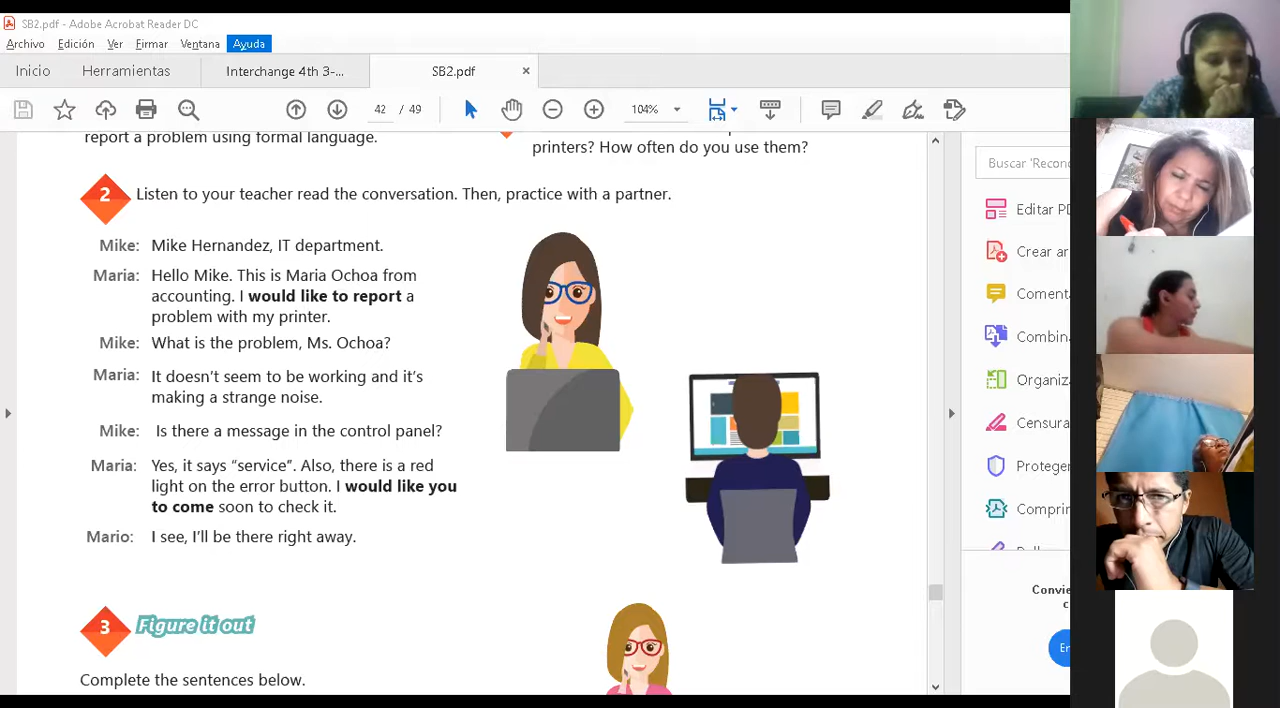 SB2.pdf - Adobe Acrobat Reader DC
Archivo Edición Ver Firmar Ventana Ayuda
Inicio Herramientas Interchange 4th 3-... SB2.pdf ×
42 / 49 104%
report a problem using formal language.
printers? How often do you use them?
2 Listen to your teacher read the conversation. Then, practice with a partner.
Mike: Mike Hernandez, IT department.
Maria: Hello Mike. This is Maria Ochoa from
accounting. I would like to report a
problem with my printer.
Mike: What is the problem, Ms. Ochoa?
Maria: It doesn't seem to be working and it's
making a strange noise.
Mike: Is there a message in the control panel?
Maria: Yes, it says “service”. Also, there is a red
light on the error button. I would like you
to come soon to check it.
Mario: I see, I'll be there right away.
3 Figure it out
Complete the sentences below.
Buscar 'Recon
Editar PD
Crear ar
Coment
Combin
Organiz
Censura
Proteger
Comprir
Convie
c
En